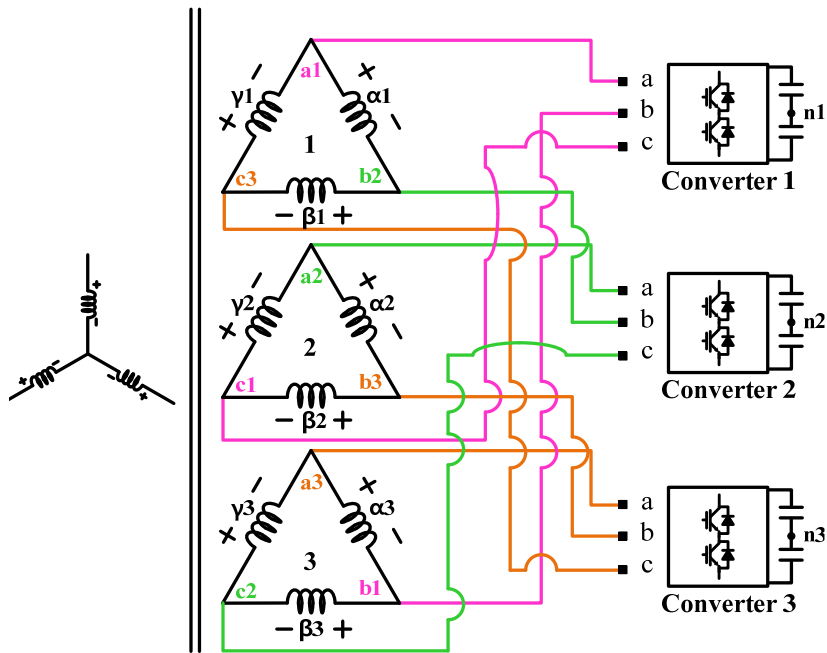 a1
γ1
α1
1
c3
b2
β1
a
b
c
n1
Converter 1
a2
γ2
α2
2
c1
b3
β2
a
b
c
n2
Converter 2
a3
γ3
α3
3
c2
b1
β3
a
b
c
n3
Converter 3